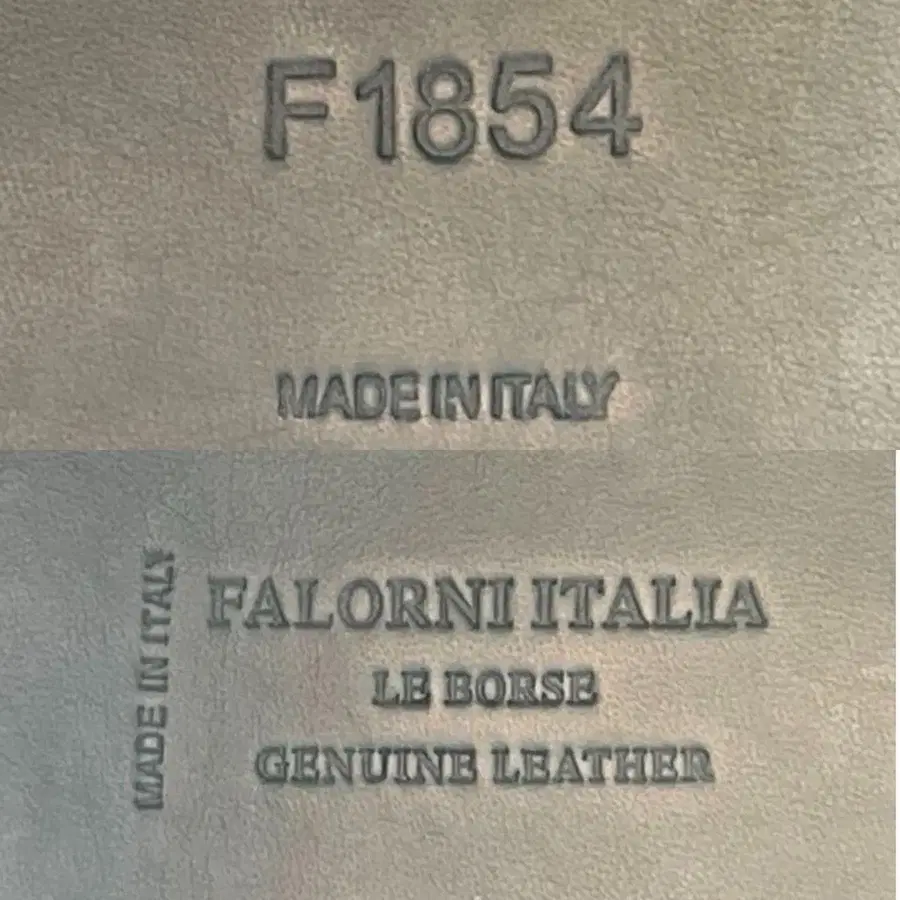 F1854
MADE IN ITALY
MADE IN ITALY
FALORNI ITALIA
LE BORSE
GENUINE LEATHER